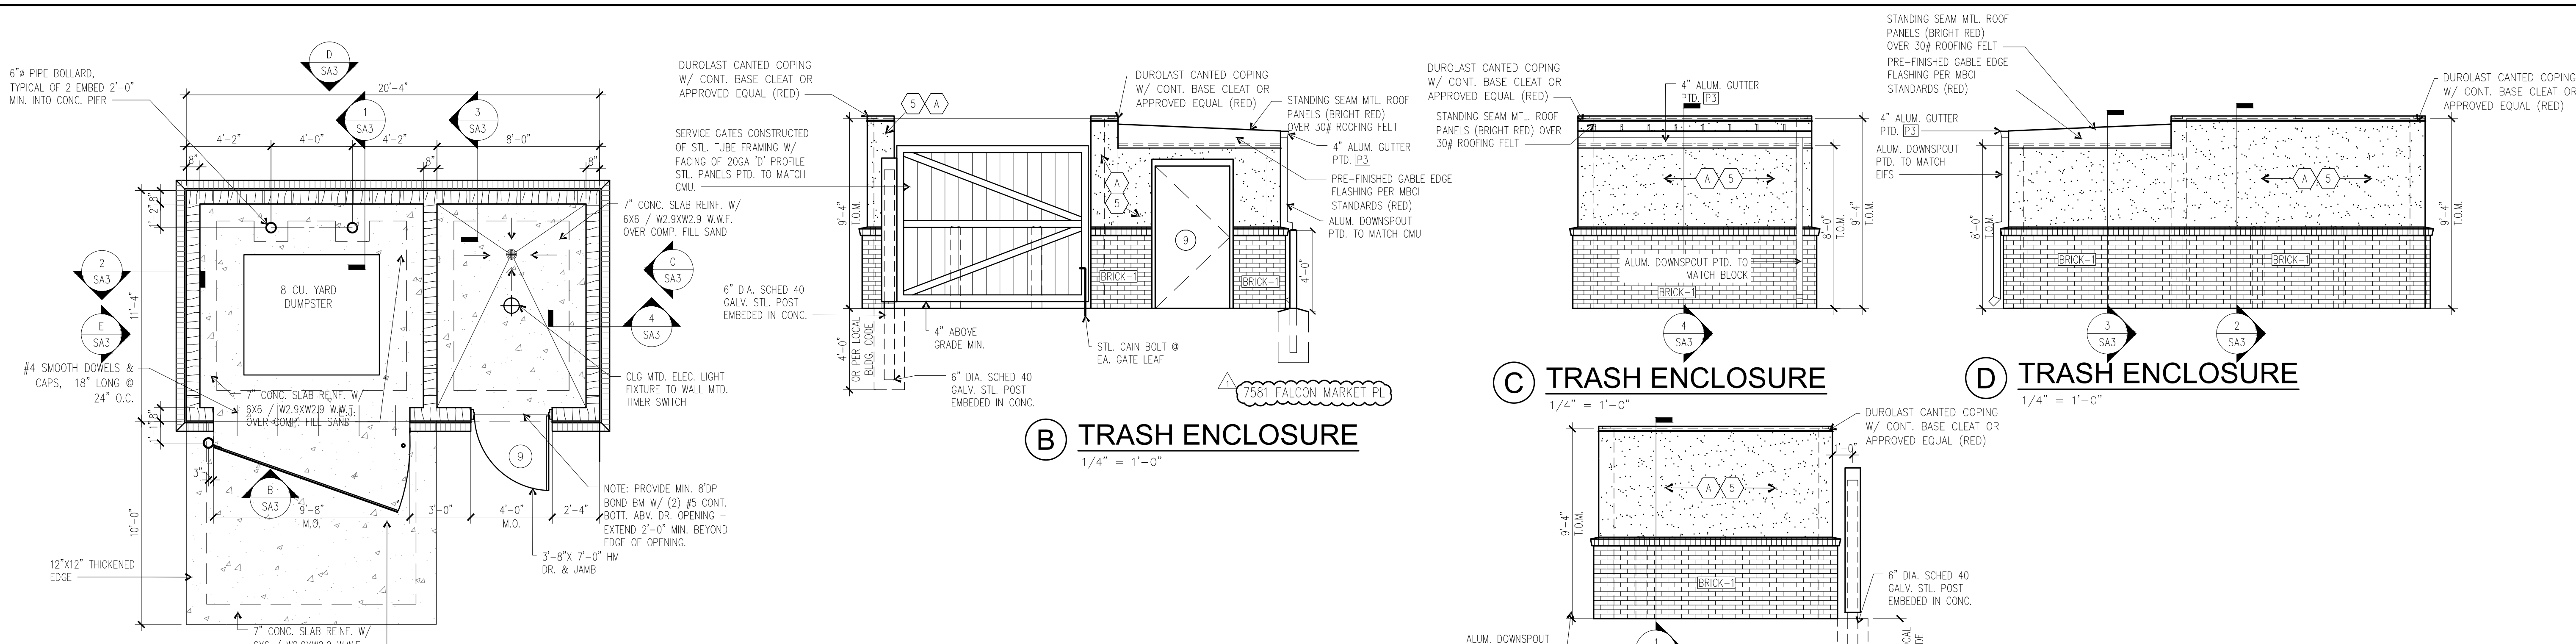 6"ø PIPE BOLLARD,
TYPICAL OF 2 EMBED 2'-0"
MIN. INTO CONC. PIER
D
SA3
20'-4"
1
SA3
3
SA3
4'-2"
4'-0"
4'-2"
8'-0"
8"
8"
8"
8"
1'-2"
11'-4"
1'-8"
1'-1"
10'-0"
2
SA3
E
SA3
C
SA3
4
SA3
8 CU. YARD
DUMPSTER
7" CONC. SLAB REINF. W/
6X6 / W2.9XW2.9 W.W.F.
OVER COMP. FILL SAND
#4 SMOOTH DOWELS &
CAPS, 18" LONG @
24" O.C.
7" CONC. SLAB REINF. W/
6X6 / W2.9XW2.9 W.W.F.
OVER COMP. FILL SAND
CLG MTD. ELEC. LIGHT
FIXTURE TO WALL MTD.
TIMER SWITCH
3"
B
SA3
9'-8"
M.O.
3'-0"
4'-0"
M.O.
2'-4"
9
NOTE: PROVIDE MIN. 8"DP
BOND BM W/ (2) #5 CONT.
BOTT. ABV. DR. OPENING –
EXTEND 2'-0" MIN. BEYOND
EDGE OF OPENING.
3'-8"X 7'-0" HM
DR. & JAMB
12"X12" THICKENED
EDGE
7" CONC. SLAB REINF. W/
6X6 / W2.9XW2.9 W.W.F.
DUROLAST CANTED COPING
W/ CONT. BASE CLEAT OR
APPROVED EQUAL (RED)
5 A
SERVICE GATES CONSTRUCTED
OF STL. TUBE FRAMING W/
FACING OF 20GA 'D' PROFILE
STL. PANELS PTD. TO MATCH
CMU.
9'-4"
T.O.M.
6" DIA. SCHED 40
GALV. STL. POST
EMBEDED IN CONC.
4'-0"
OR PER LOCAL
BLDG. CODE
4" ABOVE
GRADE MIN.
6" DIA. SCHED 40
GALV. STL. POST
EMBEDED IN CONC.
DUROLAST CANTED COPING
W/ CONT. BASE CLEAT OR
APPROVED EQUAL (RED)
STANDING SEAM MTL. ROOF
PANELS (BRIGHT RED)
OVER 30# ROOFING FELT
4" ALUM. GUTTER
PTD. P3
PRE-FINISHED GABLE EDGE
FLASHING PER MBCI
STANDARDS (RED)
ALUM. DOWNSPOUT
PTD. TO MATCH CMU
A
5
9
BRICK-1
BRICK-1
4'-0"
STL. CAIN BOLT @
EA. GATE LEAF
1
7581 FALCON MARKET PL
B TRASH ENCLOSURE
1/4" = 1'-0"
DUROLAST CANTED COPING
W/ CONT. BASE CLEAT OR
APPROVED EQUAL (RED)
STANDING SEAM MTL. ROOF
PANELS (BRIGHT RED) OVER
30# ROOFING FELT
4" ALUM. GUTTER
PTD. P3
A 5
8'-0"
T.O.M.
9'-4"
T.O.M.
ALUM. DOWNSPOUT PTD. TO
MATCH BLOCK
BRICK-1
4
SA3
C TRASH ENCLOSURE
1/4" = 1'-0"
STANDING SEAM MTL. ROOF
PANELS (BRIGHT RED)
OVER 30# ROOFING FELT
PRE-FINISHED GABLE EDGE
FLASHING PER MBCI
STANDARDS (RED)
4" ALUM. GUTTER
PTD. P3
ALUM. DOWNSPOUT
PTD. TO MATCH
EIFS
DUROLAST CANTED COPING
W/ CONT. BASE CLEAT OR
APPROVED EQUAL (RED)
A 5
A 5
8'-0"
T.O.M.
9'-4"
T.O.M.
BRICK-1
BRICK-1
3
SA3
2
SA3
D TRASH ENCLOSURE
1/4" = 1'-0"
DUROLAST CANTED COPING
W/ CONT. BASE CLEAT OR
APPROVED EQUAL (RED)
1'-0"
A 5
9'-4"
T.O.M.
BRICK-1
6" DIA. SCHED 40
GALV. STL. POST
EMBEDED IN CONC.
ALUM. DOWNSPOUT
1